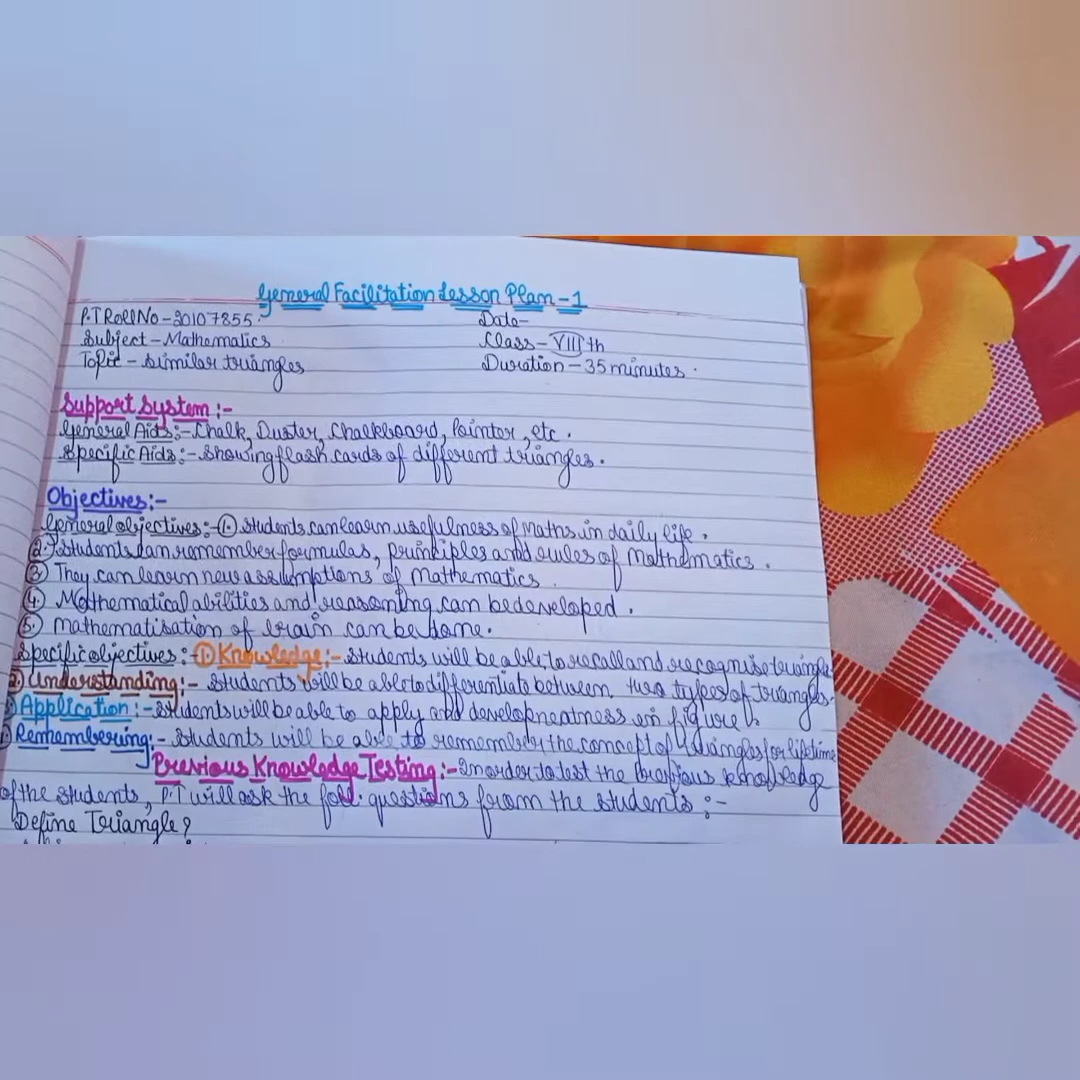 General Facilitation Lesson Plan-1
P.T Roll No - 20107855. Date-
Subject - Mathematics Class - VIIIth
Topic - similar triangles Duration - 35 minutes.
Support System :-
General Aids :- Chalk, Duster, Chalkboard, Pointer, etc.
Specific Aids :- Showing flash cards of different triangles.
Objectives :-
General objectives :- 1. Students can learn usefulness of Maths in daily life.
2. Students can remember formulas, principles and rules of Mathematics.
3. They can learn new assumptions of Mathematics.
4. Mathematical abilities and reasoning can be developed.
5. Mathematisation of brain can be done.
Specific objectives :- 1. Knowledge :- Students will be able to recall and recognise triangle
2. Understanding :- Students will be able to differentiate between two types of triangles.
Application :- Students will be able to apply and develop neatness in figure.
Remembering :- Students will be able to remember the concept of triangles for lifetime
Previous Knowledge Testing :- In order to test the previous knowledge
of the students, P.T will ask the foll. questions from the students :-
Define Triangle?